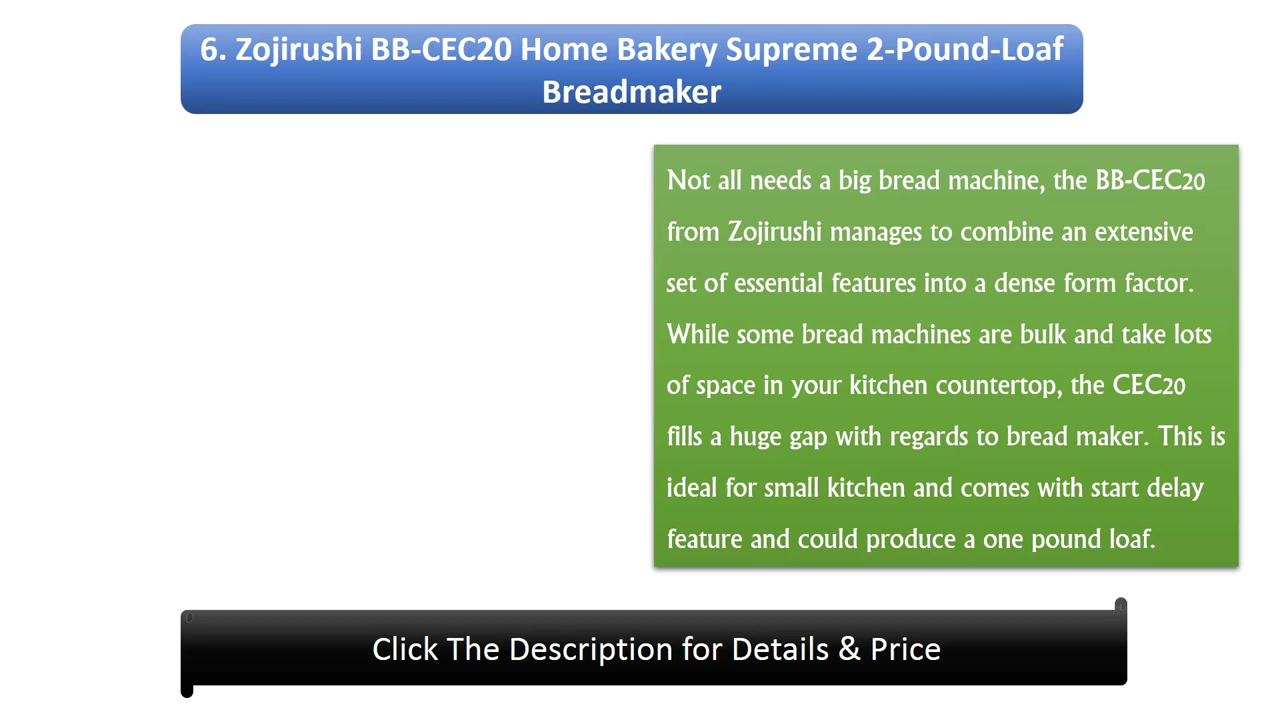 6. Zojirushi BB-CEC20 Home Bakery Supreme 2-Pound-Loaf
Breadmaker
Not all needs a big bread machine, the BB-CEC20
from Zojirushi manages to combine an extensive
set of essential features into a dense form factor.
While some bread machines are bulk and take lots
of space in your kitchen countertop, the CEC20
fills a huge gap with regards to bread maker. This is
ideal for small kitchen and comes with start delay
feature and could produce a one pound loaf.
Click The Description for Details & Price